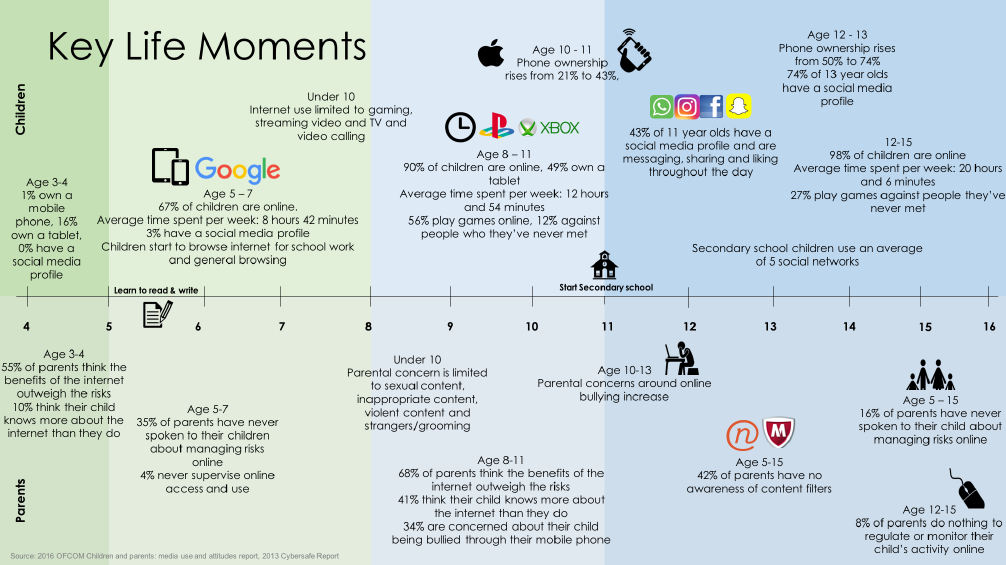 Key Life Moments
Children
Age 3-4
1% own a
mobile
phone, 16%
own a tablet,
0% have a
social media
profile
Google
Age 5 – 7
67% of children are online.
Average time spent per week: 8 hours 42 minutes
3% have a social media profile
Children start to browse internet for school work
and general browsing
Under 10
Internet use limited to gaming,
streaming video and TV and
video calling
Age 10 - 11
Phone ownership
rises from 21% to 43%.
XBOX
Age 8 – 11
90% of children are online, 49% own a
tablet
Average time spent per week: 12 hours
and 54 minutes
56% play games online, 12% against
people who they've never met
43% of 11 year olds have a
social media profile and are
messaging, sharing and liking
throughout the day
Age 12 - 13
Phone ownership rises
from 50% to 74%
74% of 13 year olds
have a social media
profile
12-15
98% of children are online
Average time spent per week: 20 hours
and 6 minutes
27% play games against people they've
never met
Secondary school children use an average
of 5 social networks
Learn to read & write
Start Secondary school
4 5 6 7 8 9 10 11 12 13 14 15 16
Parents
Age 3-4
55% of parents think the
benefits of the internet
outweigh the risks
10% think their child
knows more about the
internet than they do
Age 5-7
35% of parents have never
spoken to their children
about managing risks
online
4% never supervise online
access and use
Under 10
Parental concern is limited
to sexual content,
inappropriate content,
violent content and
strangers/grooming
Age 8-11
68% of parents think the benefits of the
internet outweigh the risks
41% think their child knows more about
the internet than they do
34% are concerned about their child
being bullied through their mobile phone
Age 10-13
Parental concerns around online
bullying increase
n
M
Age 5-15
42% of parents have no
awareness of content filters
Age 5 – 15
16% of parents have never
spoken to their child about
managing risks online
Age 12-15
8% of parents do nothing to
regulate or monitor their
child's activity online
Source: 2016 OFCOM Children and parents: media use and attitudes report, 2013 Cybersafe Report